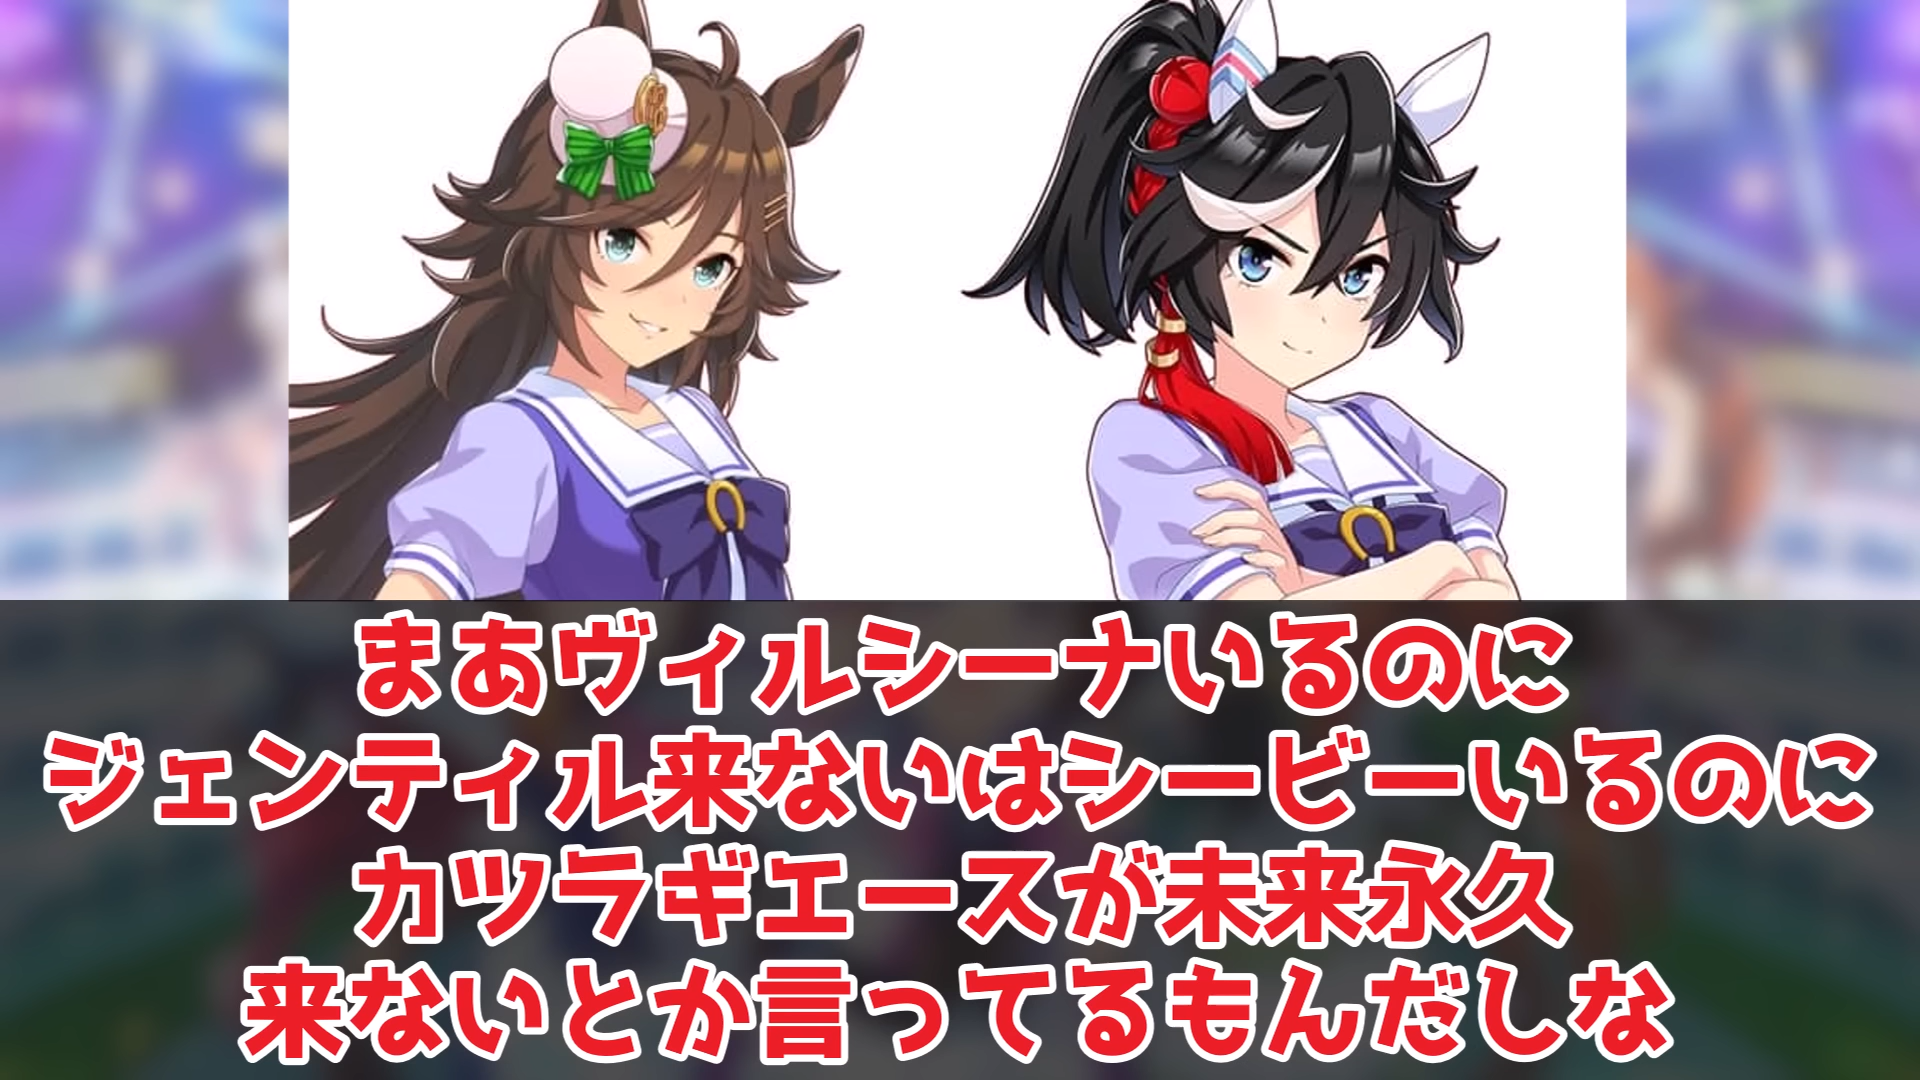 まあヴィルシーナいるのに
ジェンティル来ないはシービーいるのに
カツラギエースが未来永久
来ないとか言ってるもんだしな